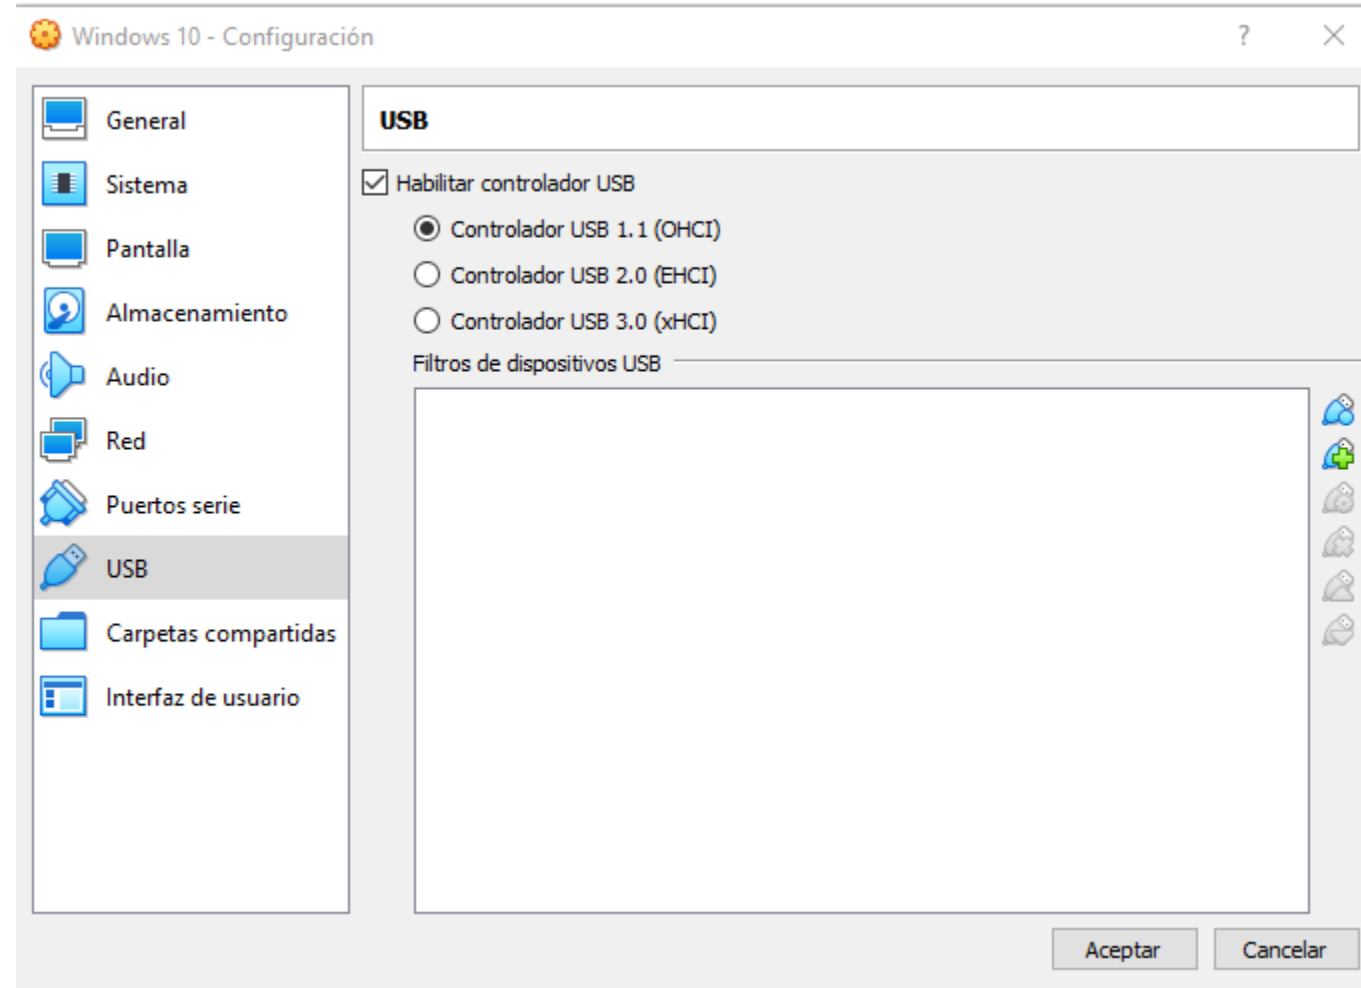 Windows 10 - Configuración
?
General
Sistema
Pantalla
Almacenamiento
Audio
Red
Puertos serie
USB
Carpetas compartidas
Interfaz de usuario
USB
Habilitar controlador USB
Controlador USB 1.1 (OHCI)
Controlador USB 2.0 (EHCI)
Controlador USB 3.0 (xHCI)
Filtros de dispositivos USB
Aceptar
Cancelar